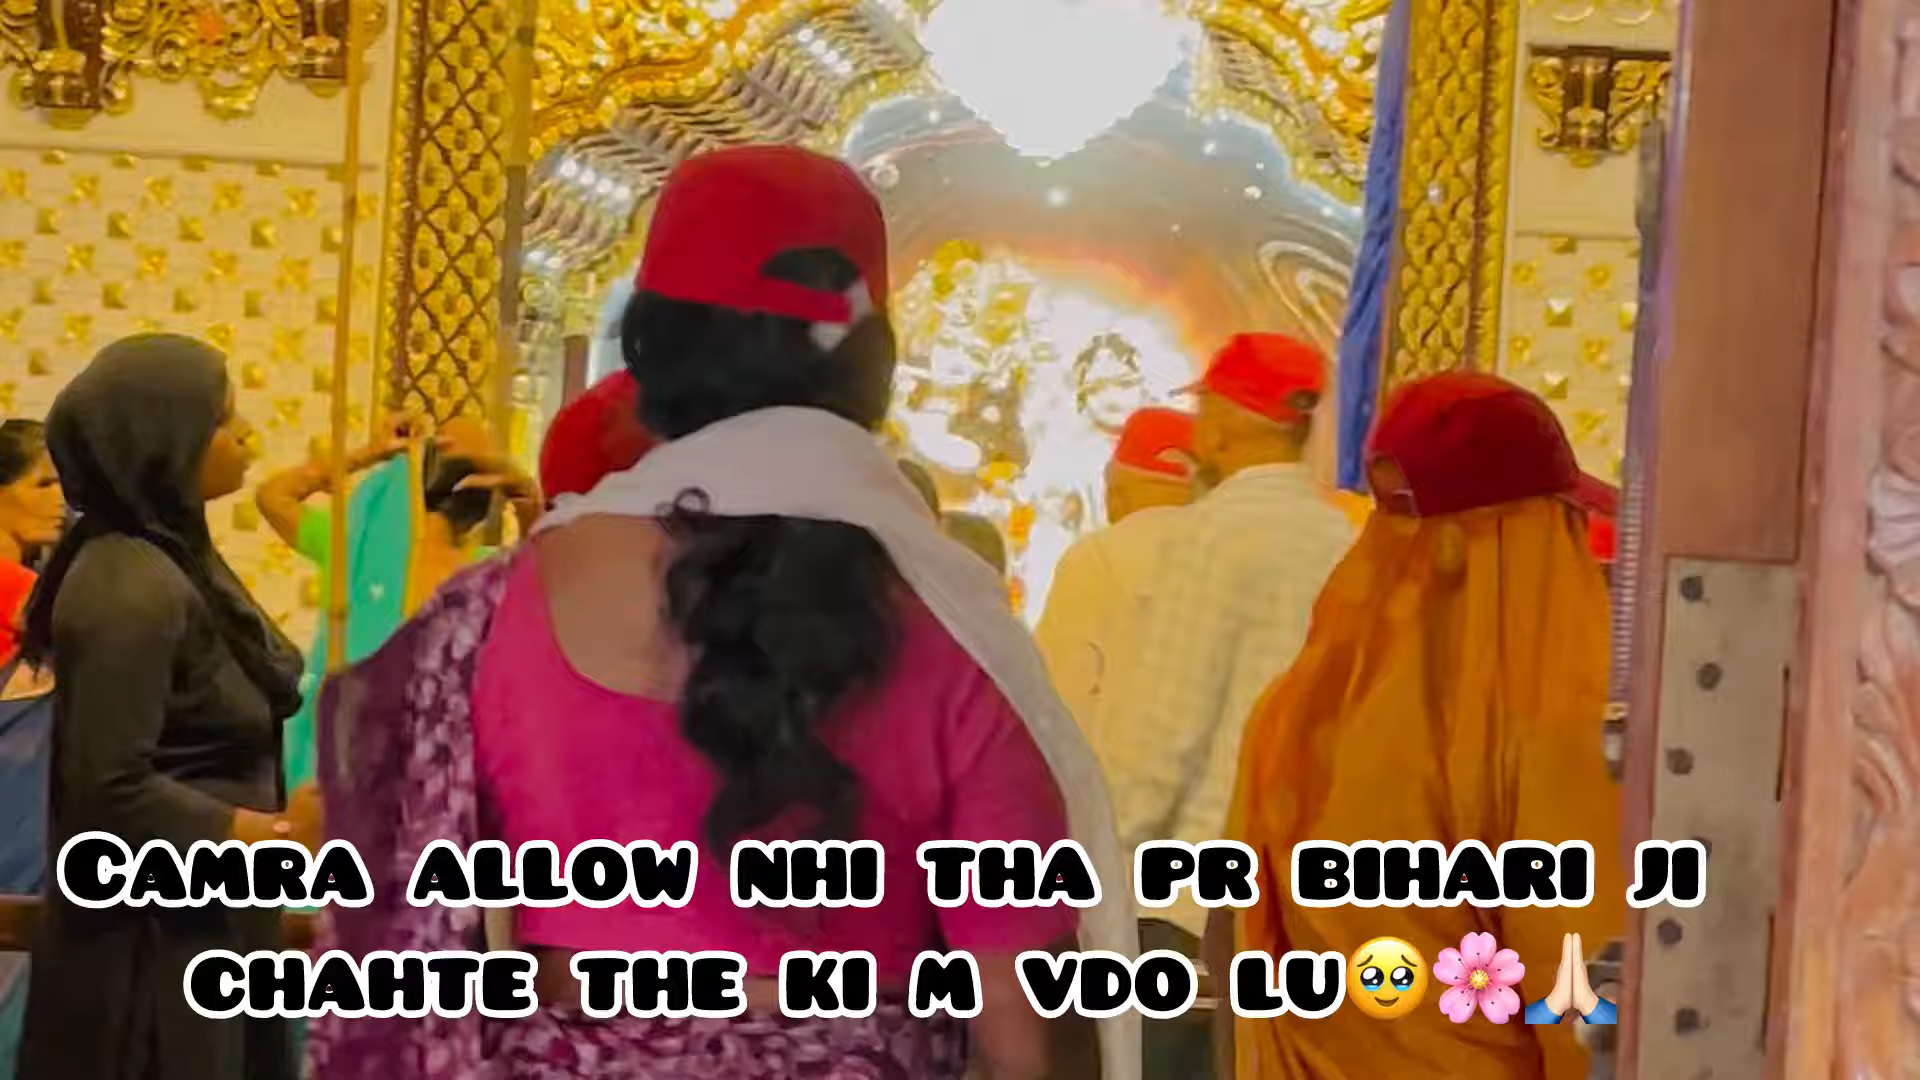 Camra allow nhi tha pr bihari ji
chahte the ki m vdo lu🥹🌸🙏🏻